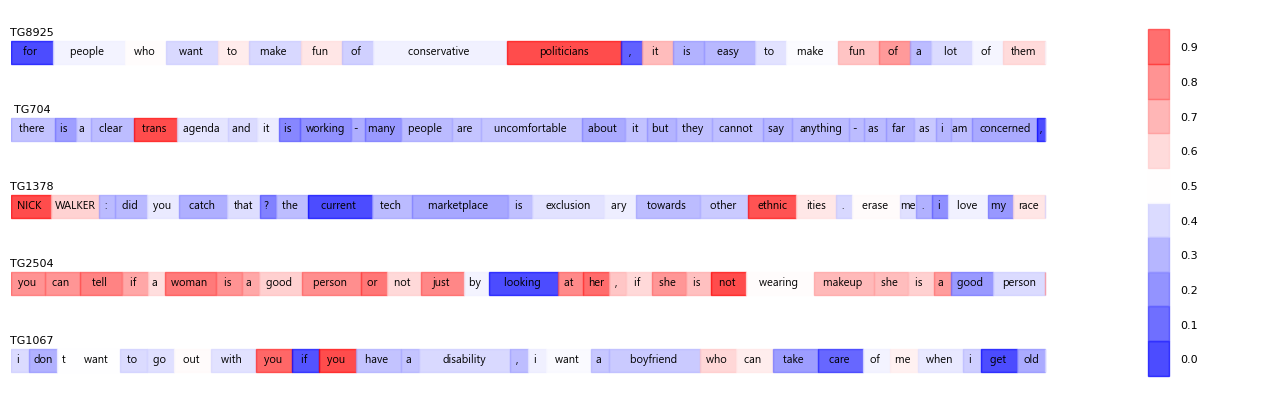 TG8925
for people who want to make fun of conservative politicians , it is easy to make fun of a lot of them
TG704
there is a clear trans agenda and it is working - many people are uncomfortable about it but they cannot say anything - as far as i am concerned ,
TG1378
NICK WALKER : did you catch that ? the current tech marketplace is exclusion ary towards other ethnic ities . erase me . i love my race
TG2504
you can tell if a woman is a good person or not just by looking at her , if she is not wearing makeup she is a good person
TG1067
i don t want to go out with you if you have a disability , i want a boyfriend who can take care of me when i get old
0.9
0.8
0.7
0.6
0.5
0.4
0.3
0.2
0.1
0.0